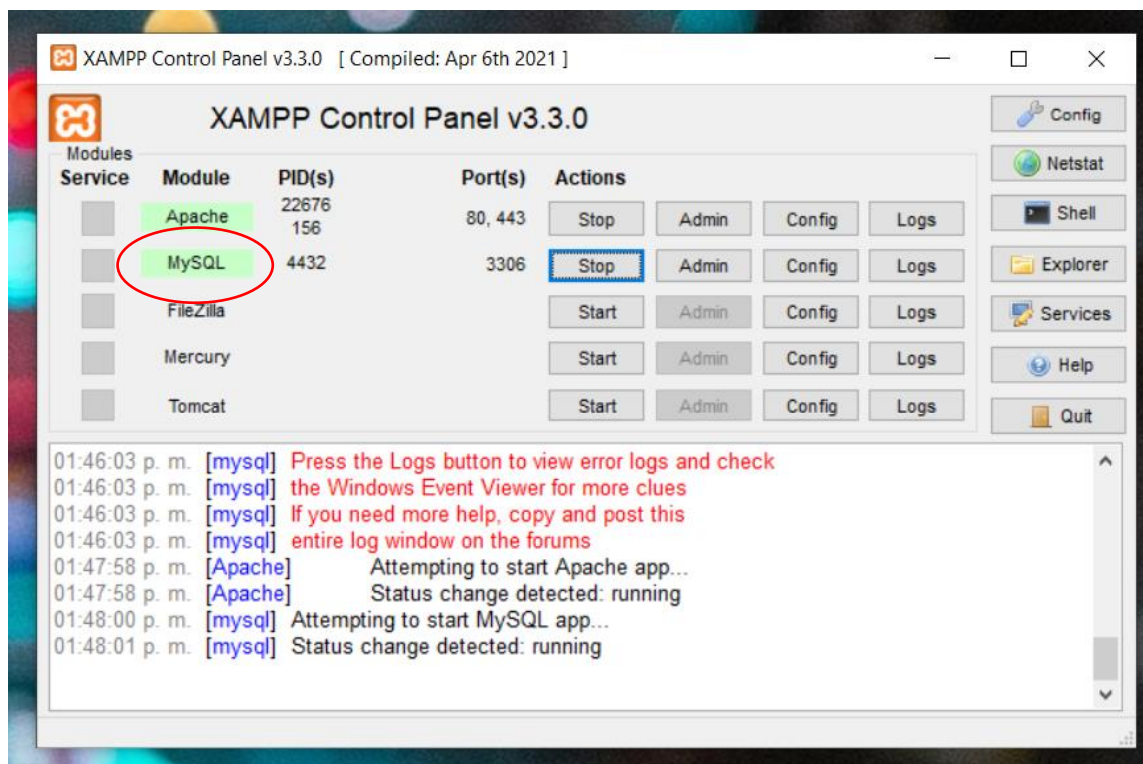 XAMPP Control Panel v3.3.0 [ Compiled: Apr 6th 2021 ]
XAMPP Control Panel v3.3.0
Config
Modules
Service Module PID(s) Port(s) Actions
Netstat
Apache 22676 156 80, 443 Stop Admin Config Logs
Shell
MySQL 4432 3306 Stop Admin Config Logs
Explorer
FileZilla Start Admin Config Logs
Services
Mercury Start Admin Config Logs
Help
Tomcat Start Admin Config Logs
Quit
01:46:03 p. m. [mysql] Press the Logs button to view error logs and check
01:46:03 p. m. [mysql] the Windows Event Viewer for more clues
01:46:03 p. m. [mysql] If you need more help, copy and post this
01:46:03 p. m. [mysql] entire log window on the forums
01:47:58 p. m. [Apache] Attempting to start Apache app...
01:47:58 p. m. [Apache] Status change detected: running
01:48:00 p. m. [mysql] Attempting to start MySQL app...
01:48:01 p. m. [mysql] Status change detected: running